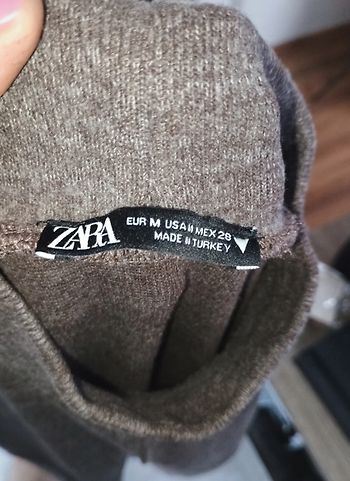 ZARA
EUR M USA M MEX 28
MADE IN TURKEY